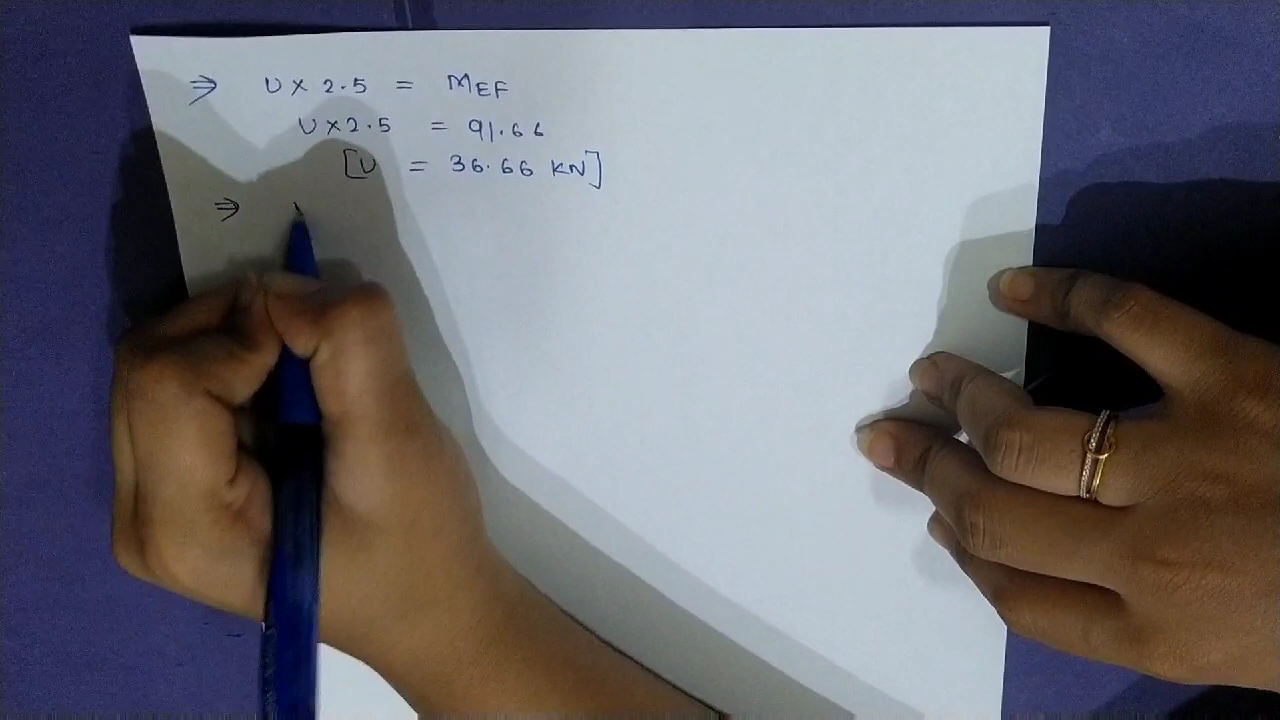 ⇒ U × 2.5 = MEF
U × 2.5 = 91.66
[U = 36.66 KN]
⇒